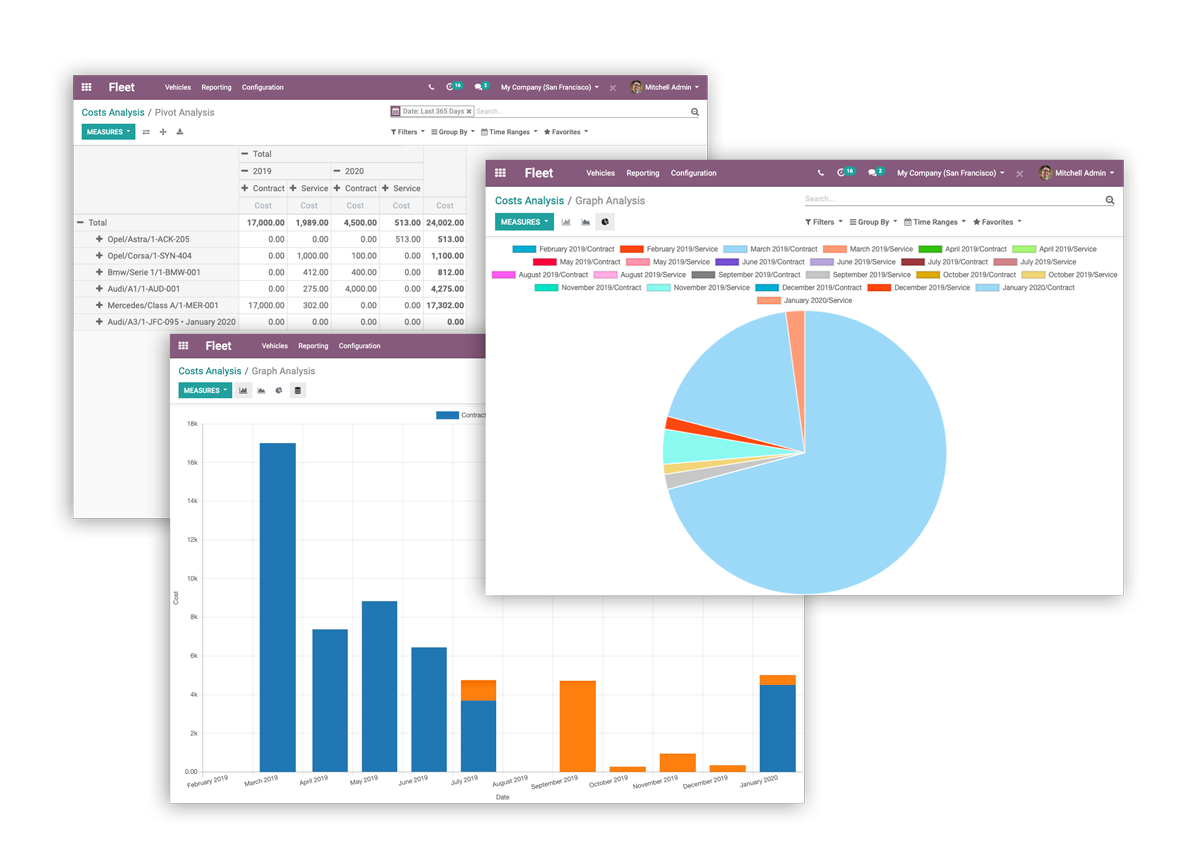 Fleet Vehicles Reporting Configuration 16 2 My Company (San Francisco) Mitchell Admin
Costs Analysis / Pivot Analysis Date: Last 365 Days Search...
MEASURES Filters Group By Time Ranges Favorites
Total
2019 2020
Contract Service Contract Service
Cost Cost Cost Cost Cost
Total 17,000.00 1,989.00 4,500.00 513.00 24,002.00
Opel/Astra/1-ACK-205 0.00 0.00 0.00 513.00 513.00
Opel/Corsa/1-SYN-404 0.00 1,000.00 100.00 0.00 1,100.00
Bmw/Serie 1/1-BMW-001 0.00 412.00 400.00 0.00 812.00
Audi/A1/1-AUD-001 0.00 275.00 4,000.00 0.00 4,275.00
Mercedes/Class A/1-MER-001 17,000.00 302.00 0.00 0.00 17,302.00
Audi/A3/1-JFC-095 • January 2020 0.00 0.00 0.00 0.00 0.00
Fleet Vehicles Reporting Configuration 16 2 My Company (San Francisco) Mitchell Admin
Costs Analysis / Graph Analysis Search...
MEASURES Filters Group By Time Ranges Favorites
February 2019/Contract February 2019/Service March 2019/Contract March 2019/Service April 2019/Contract April 2019/Service
May 2019/Contract May 2019/Service June 2019/Contract June 2019/Service July 2019/Contract July 2019/Service
August 2019/Contract August 2019/Service September 2019/Contract September 2019/Service October 2019/Contract October 2019/Service
November 2019/Contract November 2019/Service December 2019/Contract December 2019/Service January 2020/Contract
January 2020/Service
Fleet Vehicles Reporting Configuration
Costs Analysis / Graph Analysis
MEASURES
Contract
18k
16k
14k
12k
10k
8k
6k
4k
2k
0.00
Cost
February 2019 March 2019 April 2019 May 2019 June 2019 July 2019 August 2019 September 2019 October 2019 November 2019 December 2019 January 2020
Date